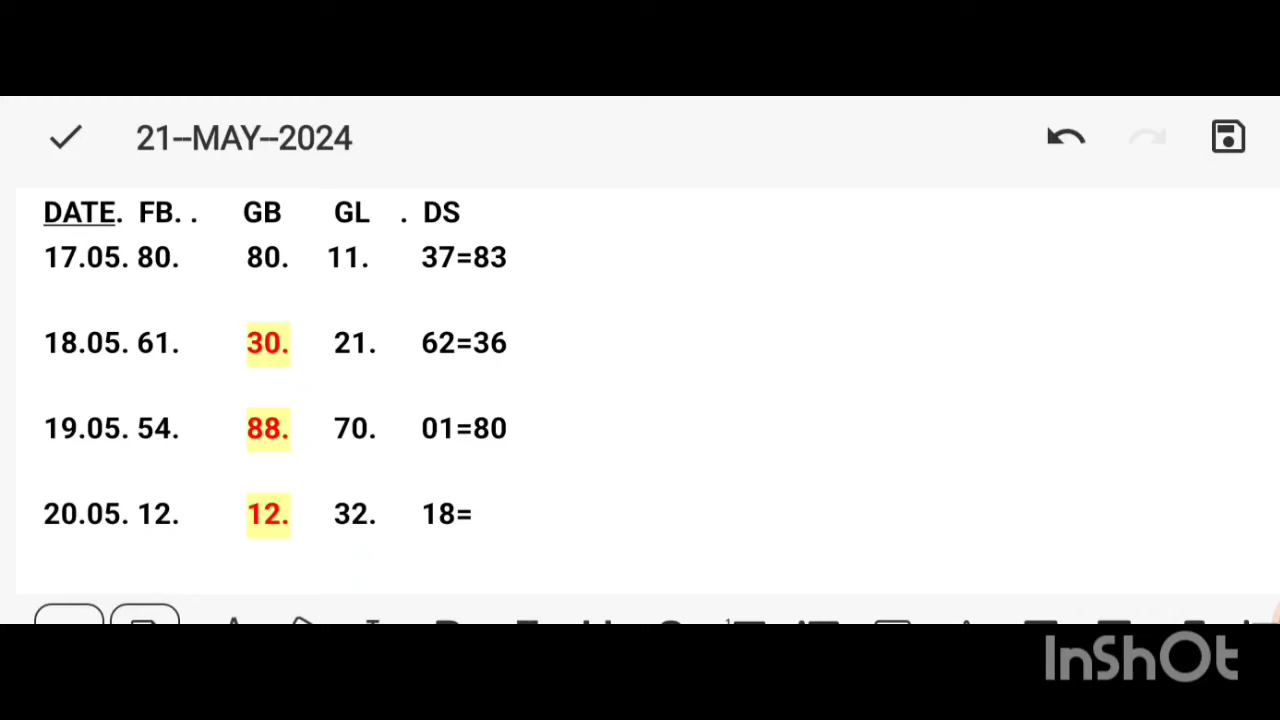 21--MAY--2024
DATE. FB. . GB GL . DS
17.05. 80. 80. 11. 37=83
18.05. 61. 30. 21. 62=36
19.05. 54. 88. 70. 01=80
20.05. 12. 12. 32. 18=
InShOt